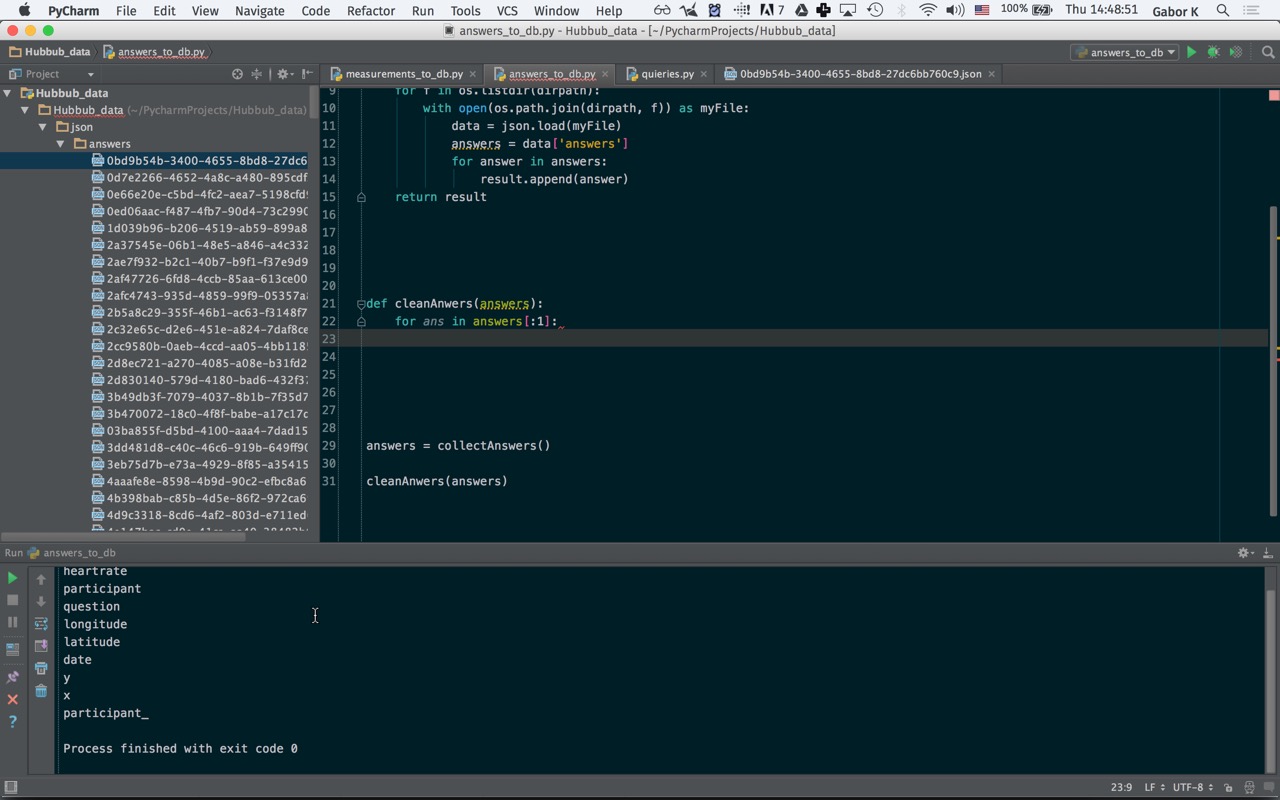 PyCharm File Edit View Navigate Code Refactor Run Tools VCS Window Help 7 100% Thu 14:48:51 Gabor K
answers_to_db.py - Hubbub_data - [~/PycharmProjects/Hubbub_data]
Hubbub_data answers_to_db.py answers_to_db
Project measurements_to_db.py answers_to_db.py quieries.py 0bd9b54b-3400-4655-8bd8-27dc6bb760c9.json
Hubbub_data
Hubbub_data (~/PycharmProjects/Hubbub_data)
json
answers
0bd9b54b-3400-4655-8bd8-27dc6
0d7e2266-4652-4a8c-a480-895cdf
0e66e20e-c5bd-4fc2-aea7-5198cfd
0ed06aac-f487-4fb7-90d4-73c2990
1d039b96-b206-4519-ab59-899a8
2a37545e-06b1-48e5-a846-a4c332
2ae7f932-b2c1-40b7-b9f1-f37e9d9
2af47726-6fd8-4ccb-85aa-613ce00
2afc4743-935d-4859-99f9-05357a
2b5a8c29-355f-46b1-ac63-f3148f7
2c32e65c-d2e6-451e-a824-7daf8ce
2cc9580b-0aeb-4ccd-aa05-4bb118
2d8ec721-a270-4085-a08e-b31fd2
2d830140-579d-4180-bad6-432f3
3b49db3f-7079-4037-8b1b-7f35d7
3b470072-18c0-4f8f-babe-a17c17c
03ba855f-d5bd-4100-aaa4-7dad15
3dd481d8-c40c-46c6-919b-649ff90
3eb75d7b-e73a-4929-8f85-a35415
4aaafe8e-8598-4b9d-90c2-efbc8a6
4b398bab-c85b-4d5e-86f2-972ca6
4d9c3318-8cd6-4af2-803d-e711ed
9 for f in os.listdir(dirpath):
10 with open(os.path.join(dirpath, f)) as myFile:
11 data = json.load(myFile)
12 answers = data['answers']
13 for answer in answers:
14 result.append(answer)
15 return result
16
17
18
19
20
21 def cleanAnwers(answers):
22 for ans in answers[:1]:
23
24
25
26
27
28
29 answers = collectAnswers()
30
31 cleanAnwers(answers)
Run answers_to_db
heartrate
participant
question
longitude
latitude
date
y
x
participant_
Process finished with exit code 0
23:9 LF UTF-8